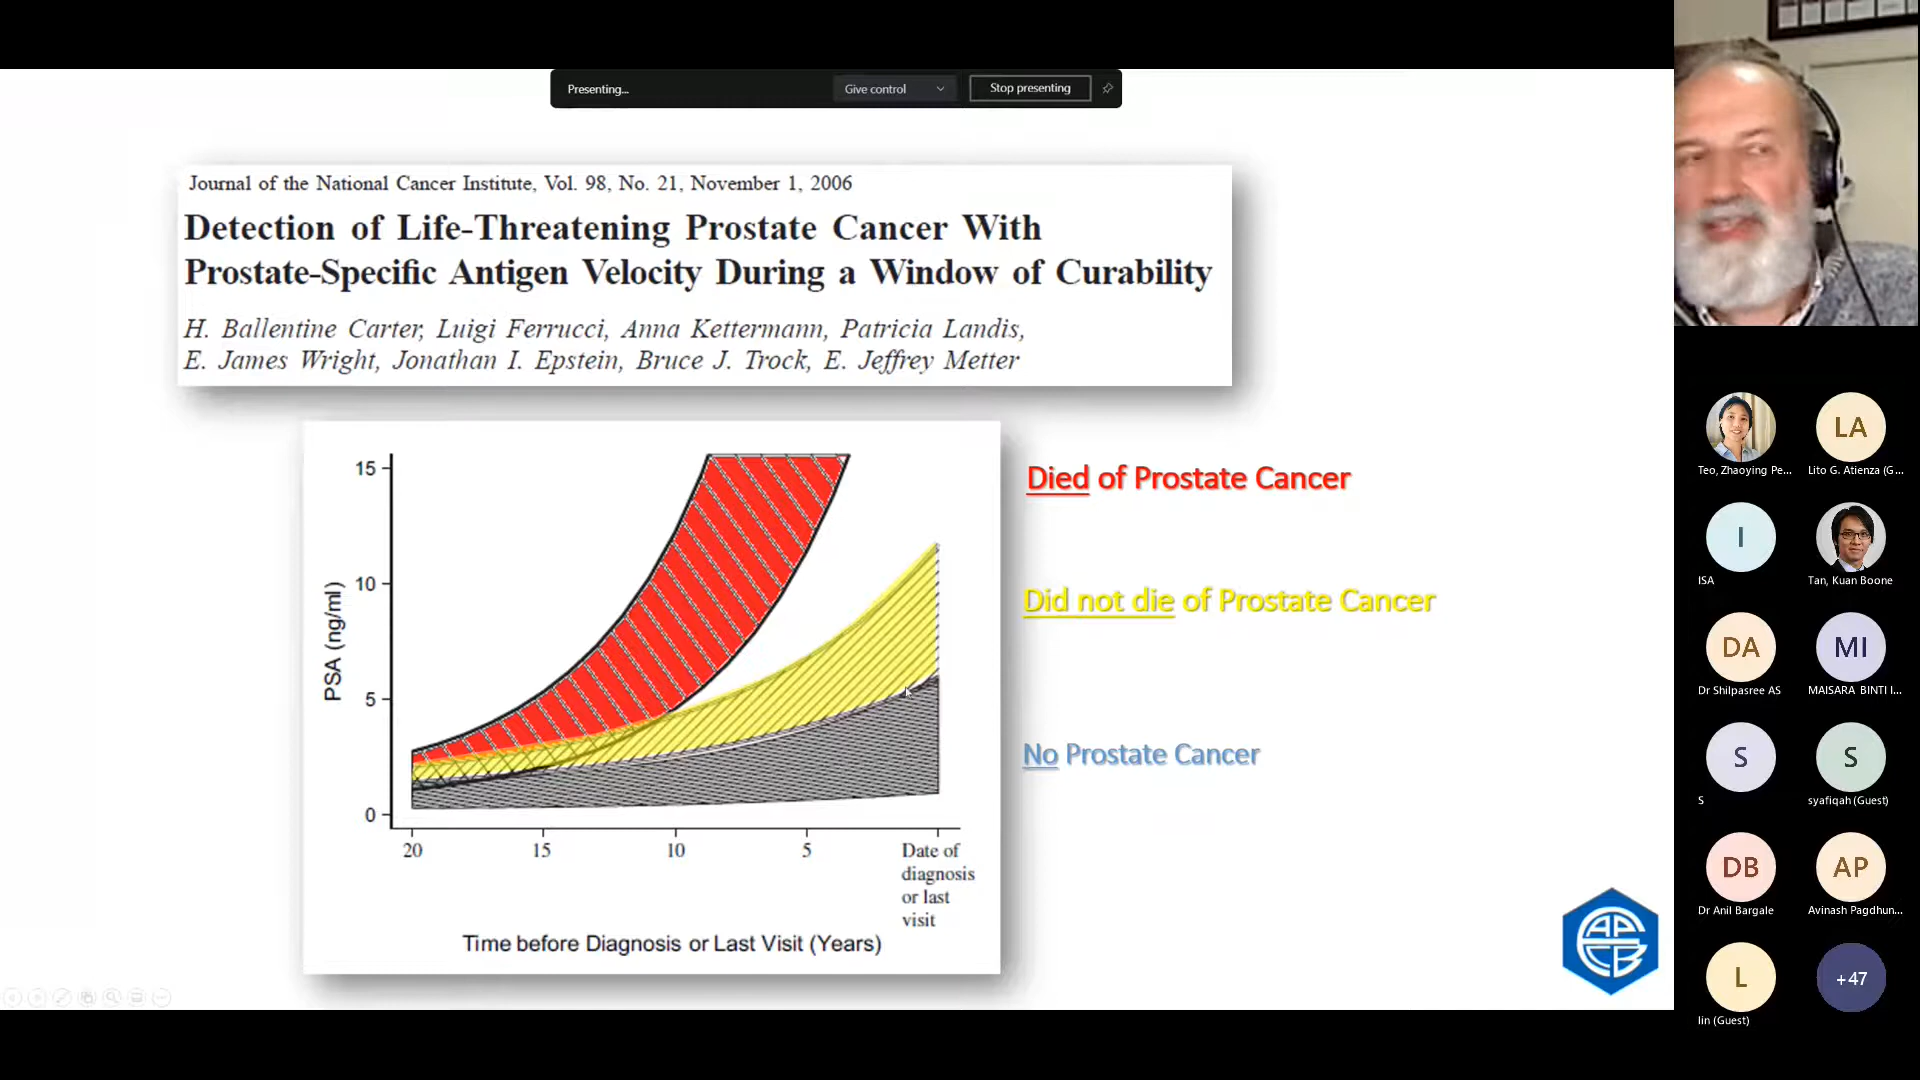 Presenting...
Give control
Stop presenting
Journal of the National Cancer Institute, Vol. 98, No. 21, November 1, 2006
Detection of Life-Threatening Prostate Cancer With
Prostate-Specific Antigen Velocity During a Window of Curability
H. Ballentine Carter, Luigi Ferrucci, Anna Kettermann, Patricia Landis,
E. James Wright, Jonathan I. Epstein, Bruce J. Trock, E. Jeffrey Metter
15
10
5
0
PSA (ng/ml)
20
15
10
5
Date of
diagnosis
or last
visit
Time before Diagnosis or Last Visit (Years)
Died of Prostate Cancer
Did not die of Prostate Cancer
No Prostate Cancer
APFCB
LA
Teo, Zhaoying Pe...
Lito G. Atienza (G...
I
ISA
Tan, Kuan Boone
DA
MI
Dr Shilpasree AS
MAISARA BINTI I...
S
S
S
syafiqah (Guest)
DB
AP
Dr Anil Bargale
Avinash Pagdhun...
L
+47
lin (Guest)